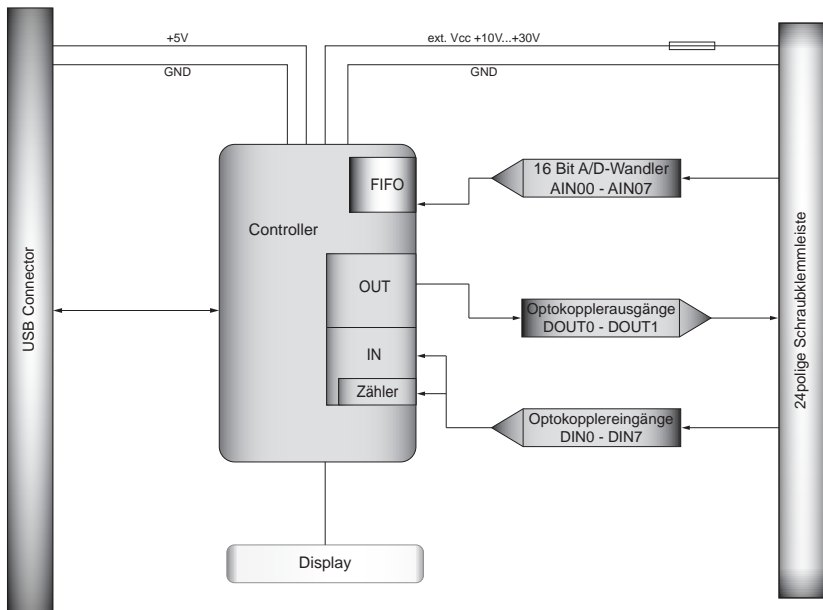 +5V
GND
ext. Vcc +10V...+30V
GND
USB Connector
Controller
FIFO
16 Bit A/D-Wandler
AIN00 - AIN07
OUT
Optokopplerausgänge
DOUT0 - DOUT1
IN
Zähler
Optokopplereingänge
DIN0 - DIN7
24polige Schraubklemmleiste
Display